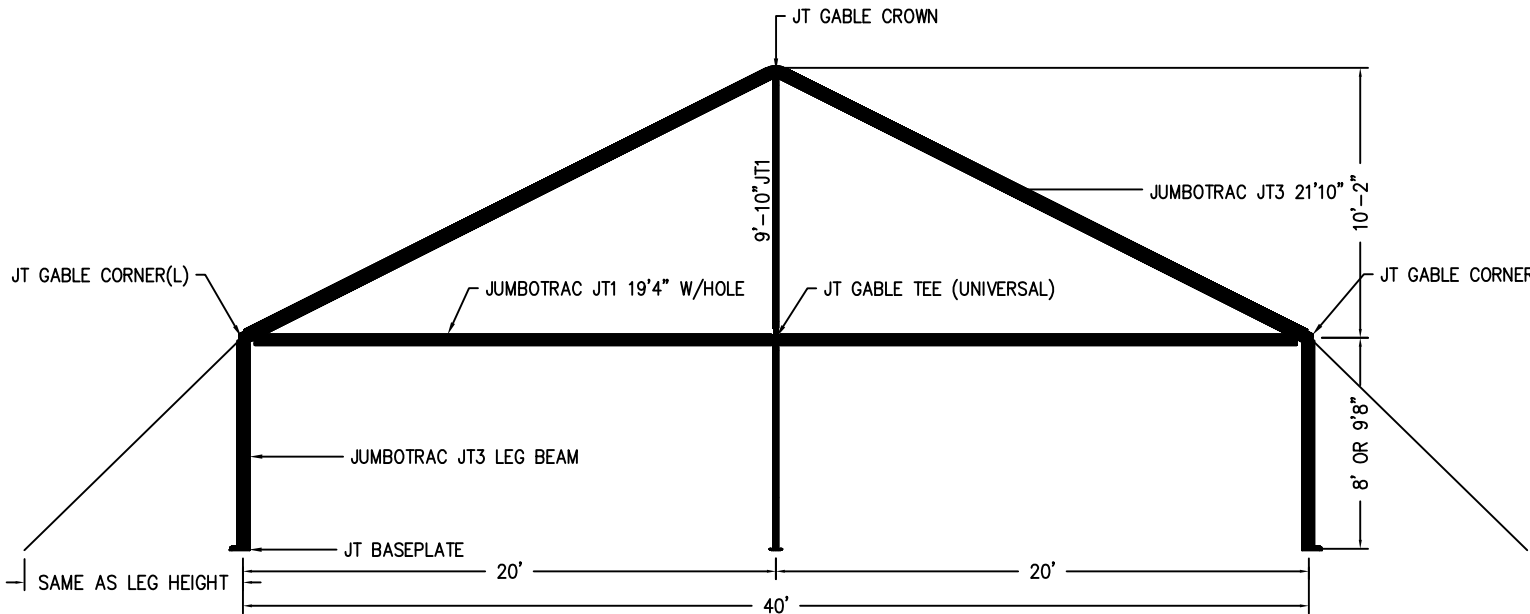 JT GABLE CROWN
9'-10"JT1
JUMBOTRAC JT3 21'10"
10'-2"
JT GABLE CORNER(L)
JUMBOTRAC JT1 19'4" W/HOLE
JT GABLE TEE (UNIVERSAL)
JT GABLE CORNER
8' OR 9'8"
JUMBOTRAC JT3 LEG BEAM
JT BASEPLATE
SAME AS LEG HEIGHT
20'
20'
40'